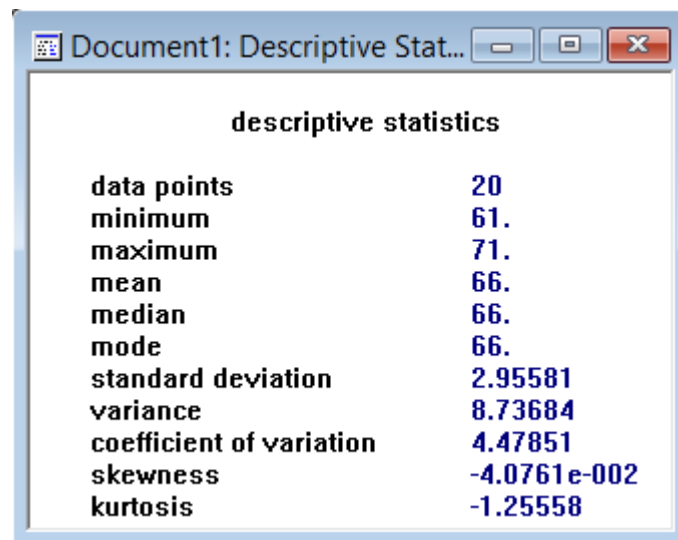 Document1: Descriptive Stat...
descriptive statistics
data points 20
minimum 61.
maximum 71.
mean 66.
median 66.
mode 66.
standard deviation 2.95581
variance 8.73684
coefficient of variation 4.47851
skewness -4.0761e-002
kurtosis -1.25558